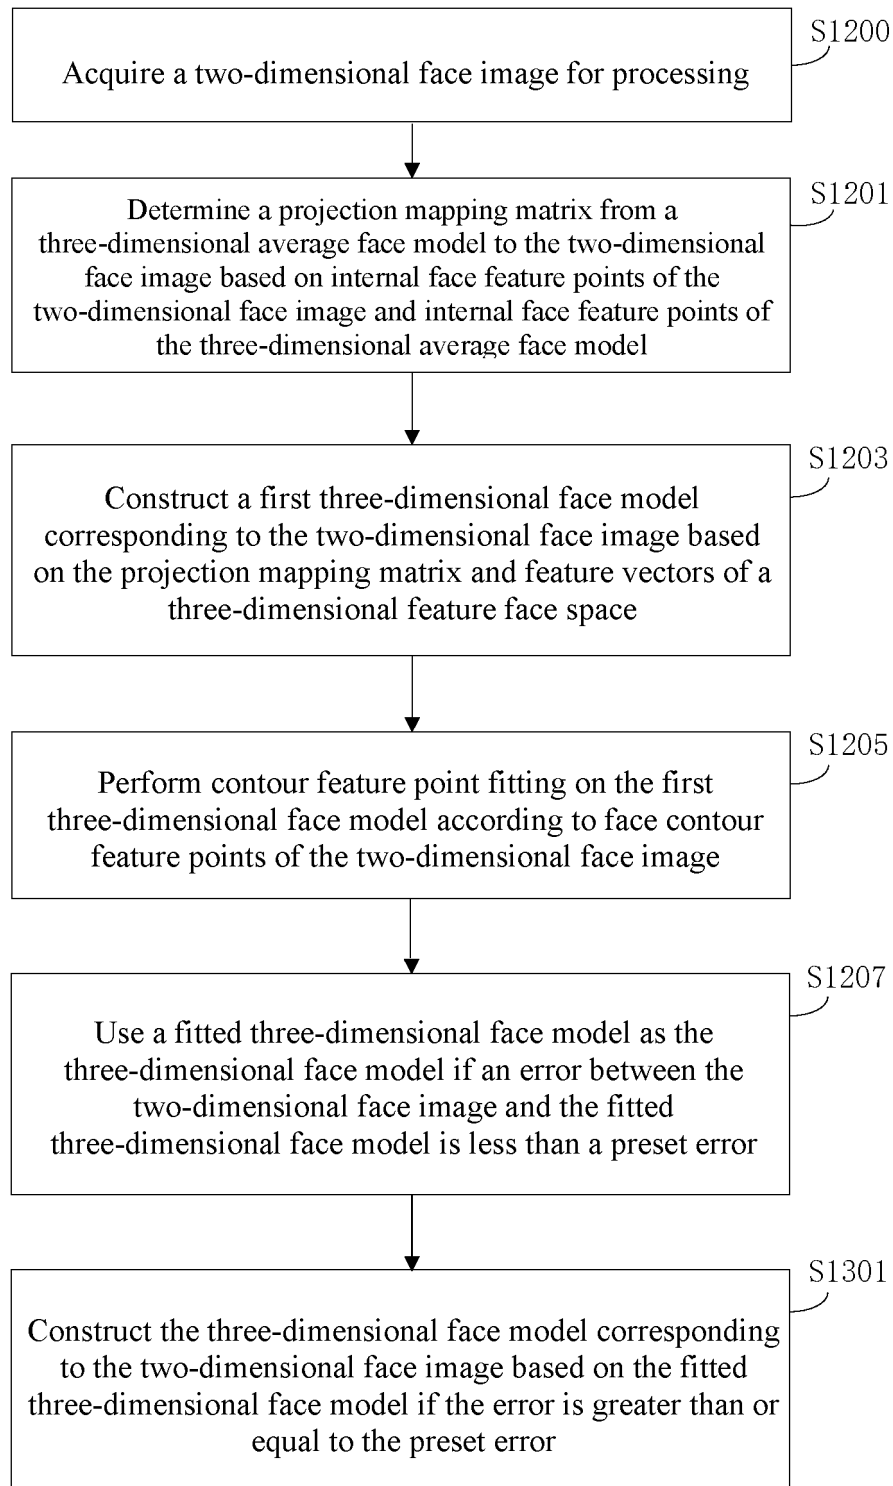 S1200
Acquire a two-dimensional face image for processing
S1201
Determine a projection mapping matrix from a
three-dimensional average face model to the two-dimensional
face image based on internal face feature points of the
two-dimensional face image and internal face feature points of
the three-dimensional average face model
S1203
Construct a first three-dimensional face model
corresponding to the two-dimensional face image based
on the projection mapping matrix and feature vectors of a
three-dimensional feature face space
S1205
Perform contour feature point fitting on the first
three-dimensional face model according to face contour
feature points of the two-dimensional face image
S1207
Use a fitted three-dimensional face model as the
three-dimensional face model if an error between the
two-dimensional face image and the fitted
three-dimensional face model is less than a preset error
S1301
Construct the three-dimensional face model corresponding
to the two-dimensional face image based on the fitted
three-dimensional face model if the error is greater than or
equal to the preset error